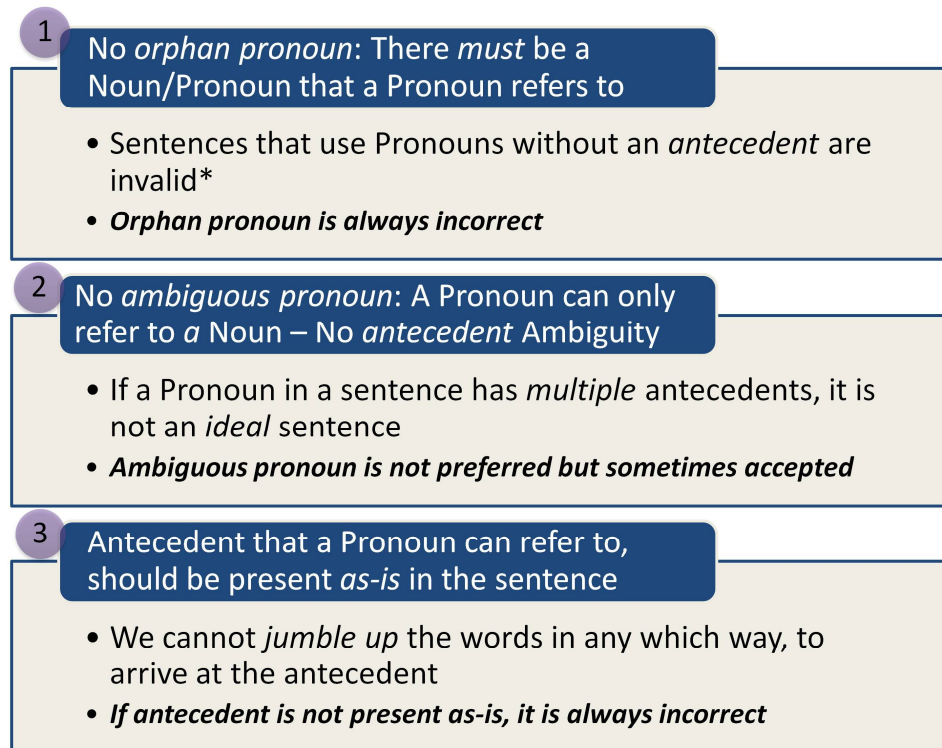 1
No orphan pronoun: There must be a
Noun/Pronoun that a Pronoun refers to
• Sentences that use Pronouns without an antecedent are
invalid*
• Orphan pronoun is always incorrect
2
No ambiguous pronoun: A Pronoun can only
refer to a Noun – No antecedent Ambiguity
• If a Pronoun in a sentence has multiple antecedents, it is
not an ideal sentence
• Ambiguous pronoun is not preferred but sometimes accepted
3
Antecedent that a Pronoun can refer to,
should be present as-is in the sentence
• We cannot jumble up the words in any which way, to
arrive at the antecedent
• If antecedent is not present as-is, it is always incorrect